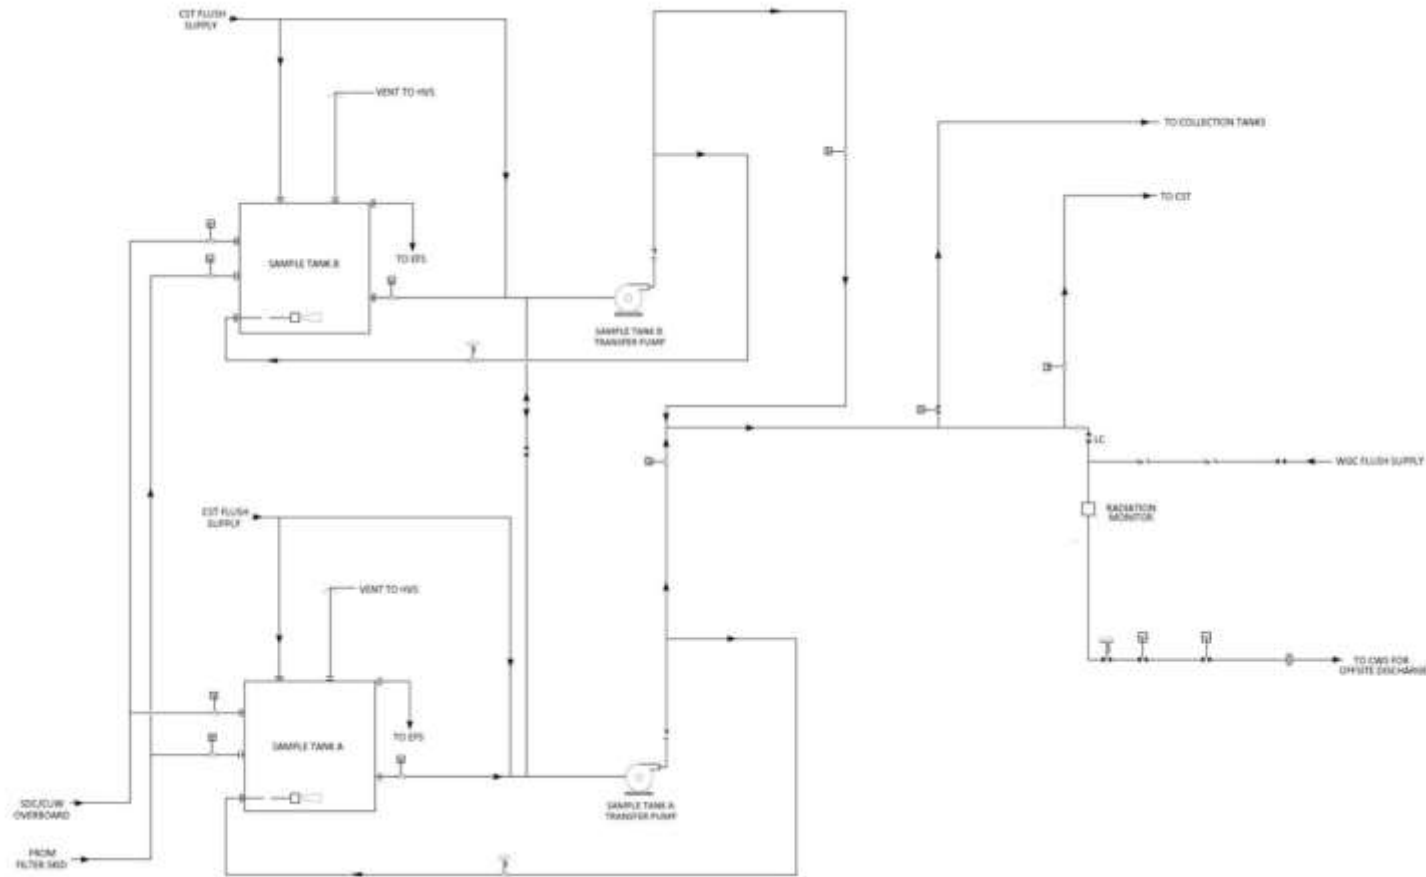 CST FLUSH
SUPPLY
VENT TO HVS
TO COLLECTION TANKS
TO CST
SAMPLE TANK B
TO EFS
SAMPLE TANK B
TRANSFER PUMP
LC
WGC FLUSH SUPPLY
CST FLUSH
SUPPLY
RADIATION
MONITOR
VENT TO HVS
TO CWS FOR
OFFSITE DISCHARGE
TO EFS
SAMPLE TANK A
SAMPLE TANK A
TRANSFER PUMP
SDC/CUW
OVERBOARD
FROM
FILTER SKID